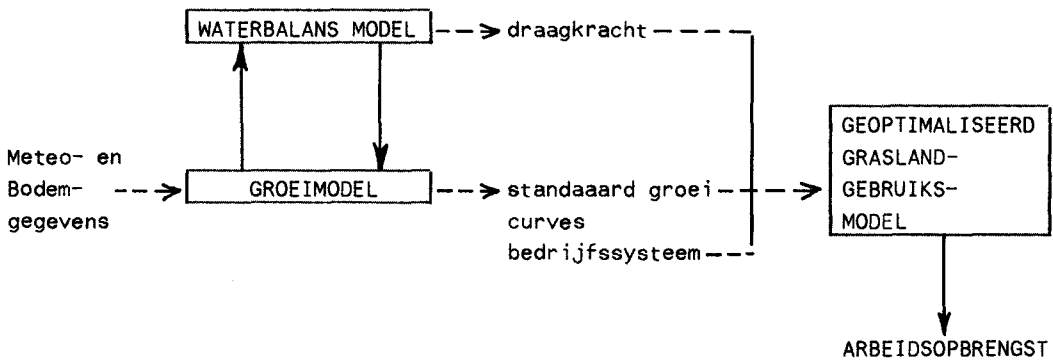 WATERBALANS MODEL
draagkracht
Meteo- en
Bodem-
gegevens
GROEIMODEL
standaaard groei
curves
bedrijfssysteem
GEOPTIMALISEERD
GRASLAND-
GEBRUIKS-
MODEL
ARBEIDSOPBRENGST